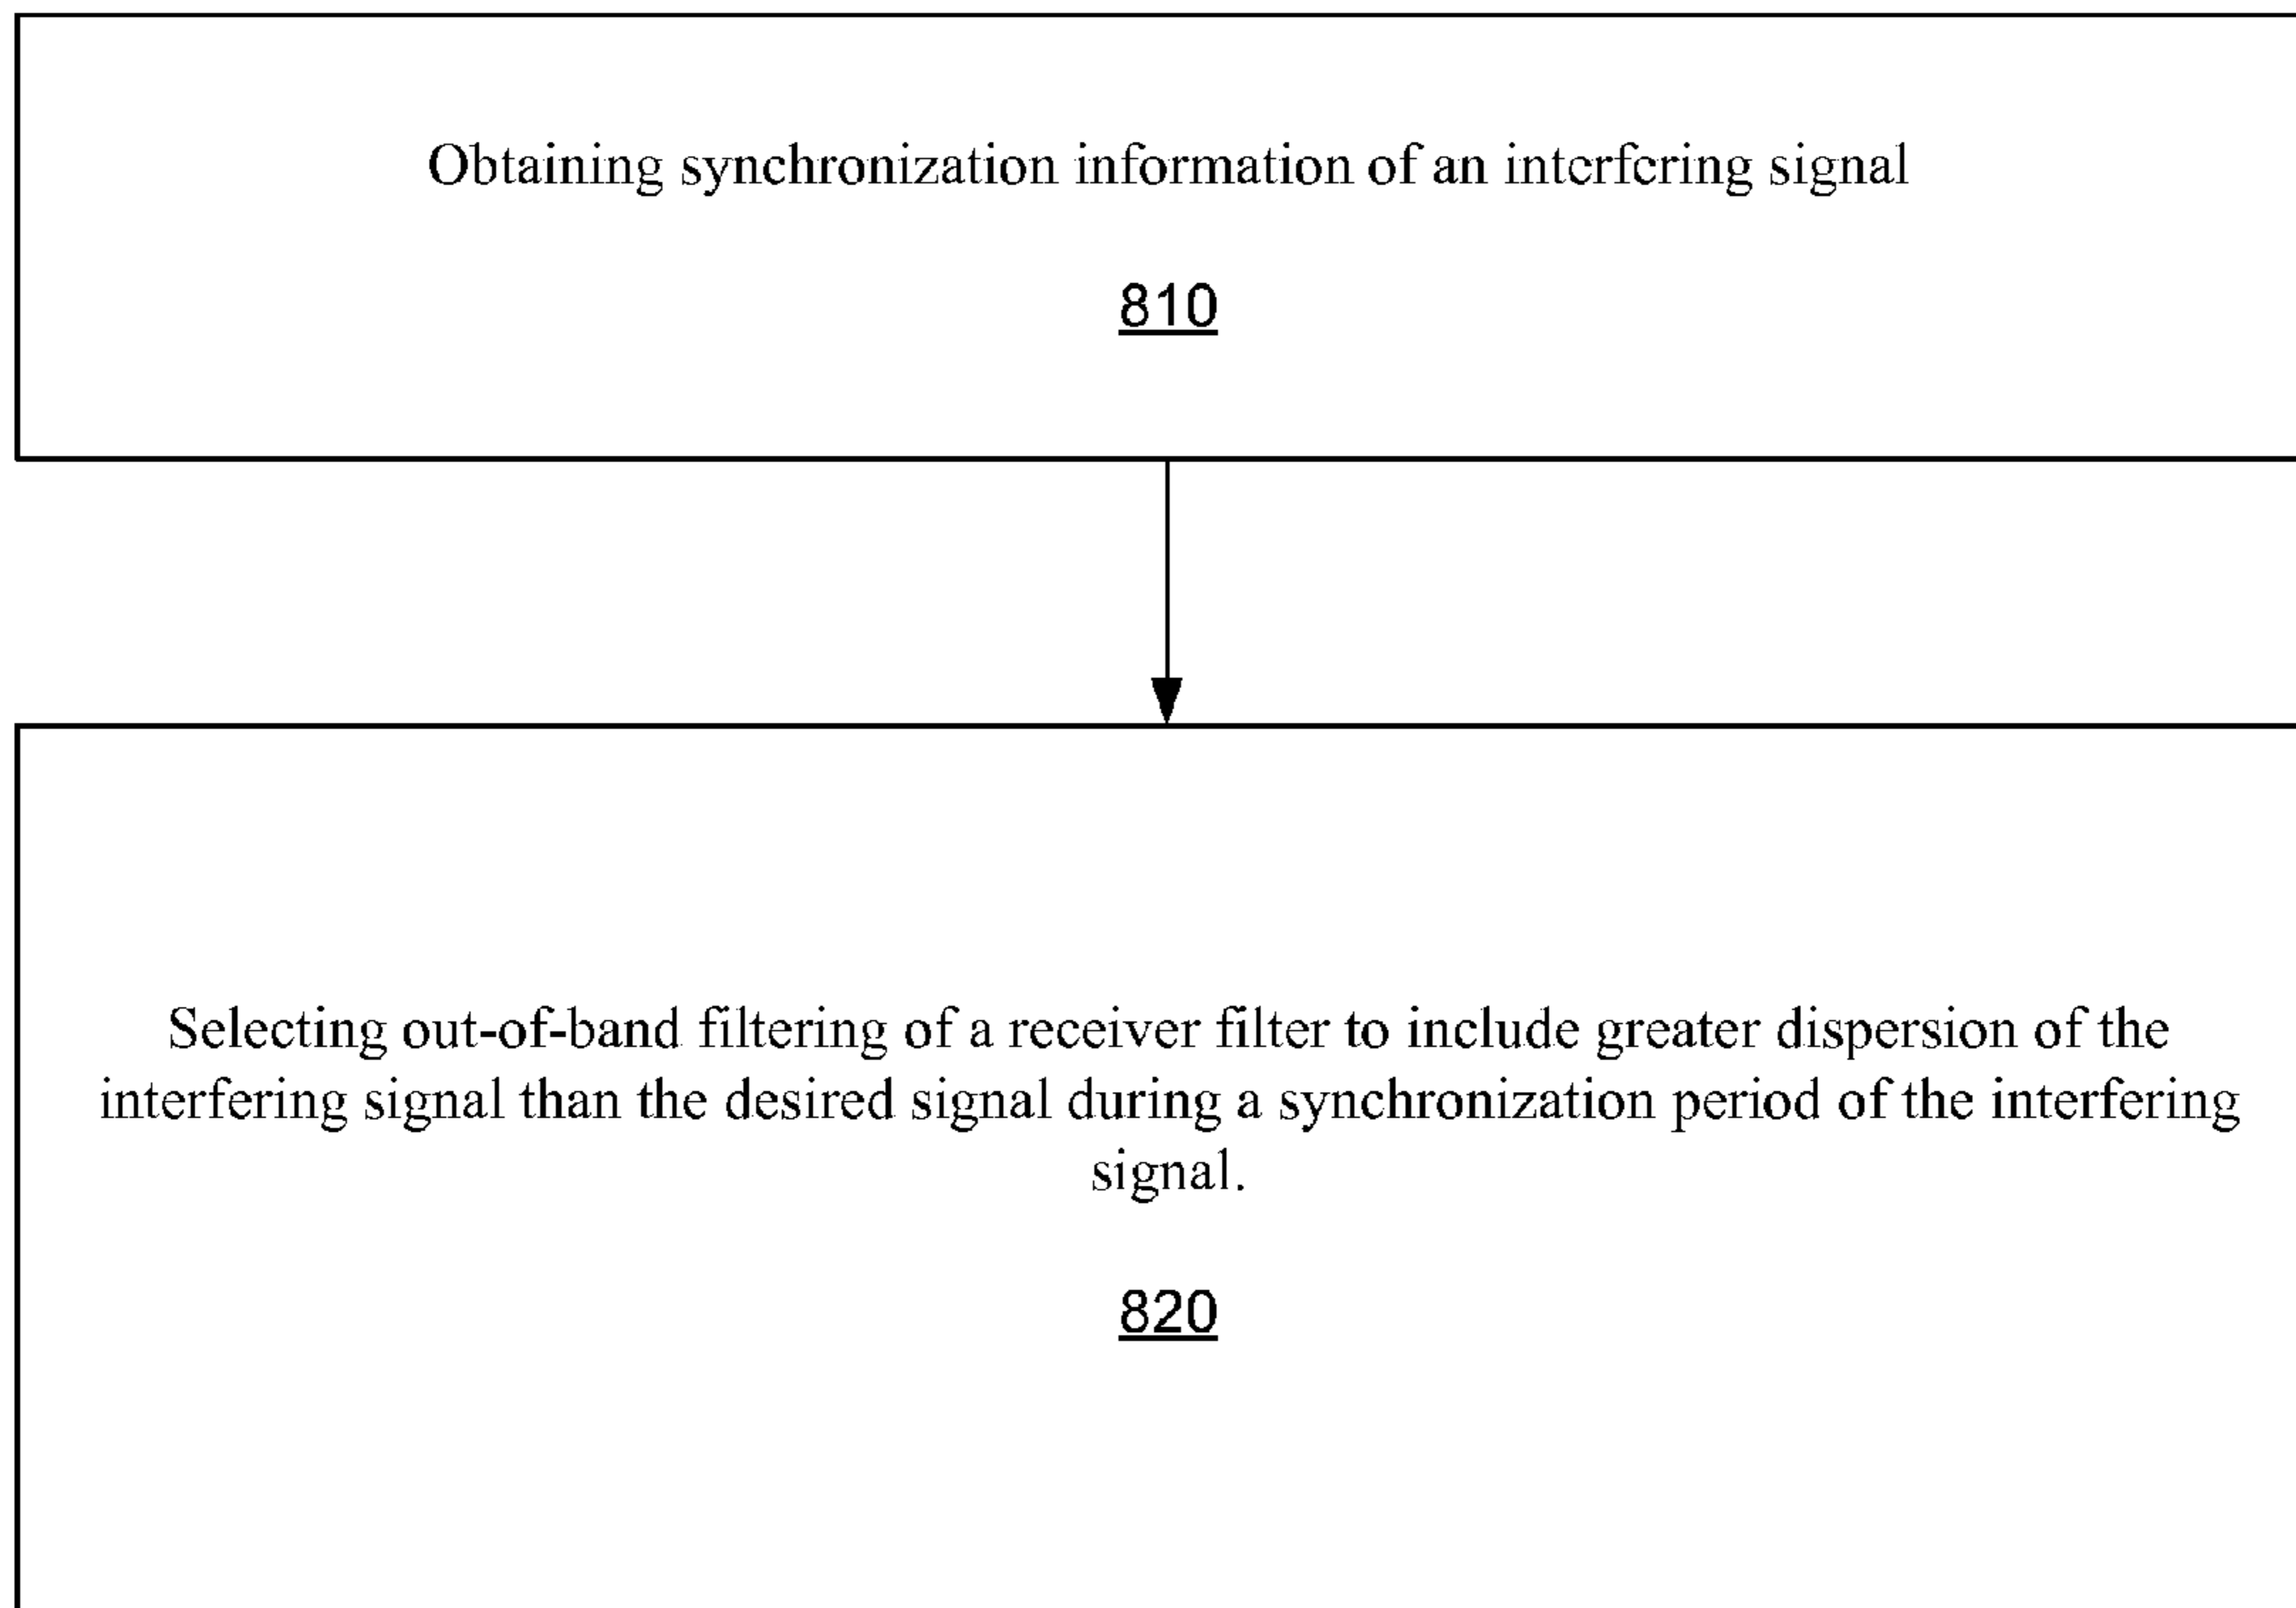 Obtaining synchronization information of an interfering signal
810
Selecting out-of-band filtering of a receiver filter to include greater dispersion of the
interfering signal than the desired signal during a synchronization period of the interfering
signal.
820